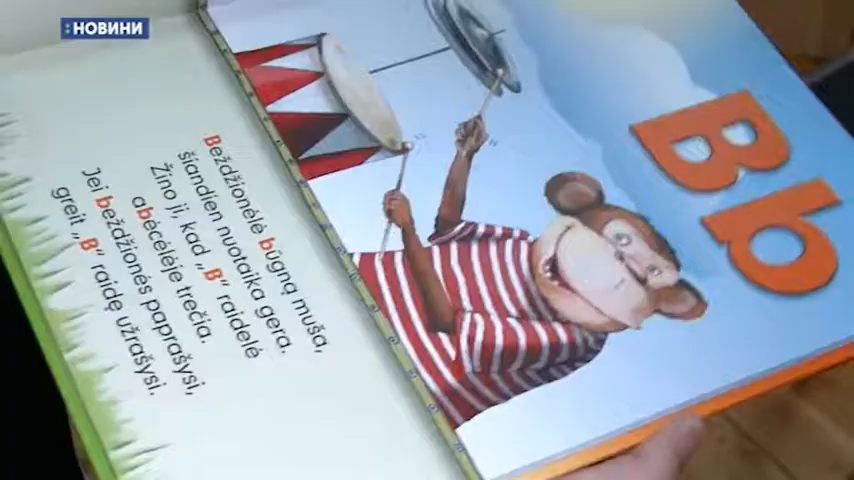 :НОВИНИ
Beždžionėlė būgną muša,
šiandien nuotaika gera.
Žino ji, kad „B“ raidelė
abėcėlėje trečia.
Jei beždžionės paprašysi,
greit „B“ raidę užrašysi.
Bb